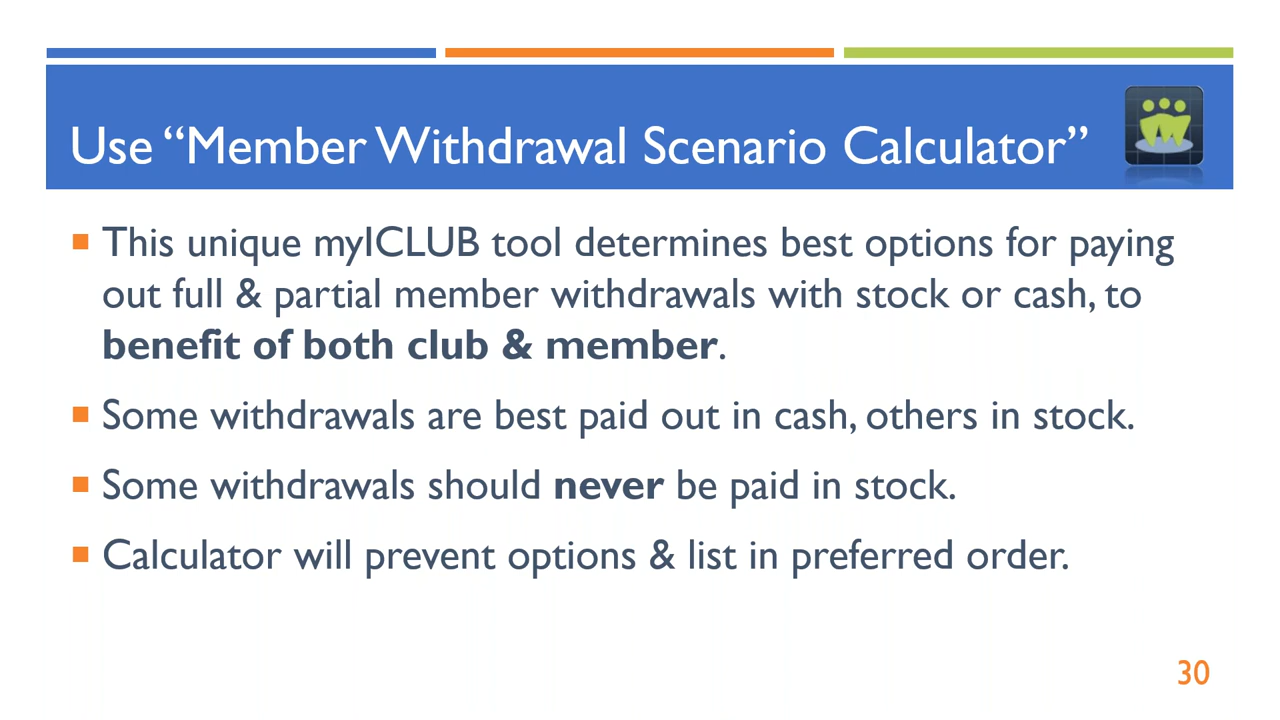 Use “Member Withdrawal Scenario Calculator”
This unique myICLUB tool determines best options for paying
out full & partial member withdrawals with stock or cash, to
benefit of both club & member.
Some withdrawals are best paid out in cash, others in stock.
Some withdrawals should never be paid in stock.
Calculator will prevent options & list in preferred order.
30